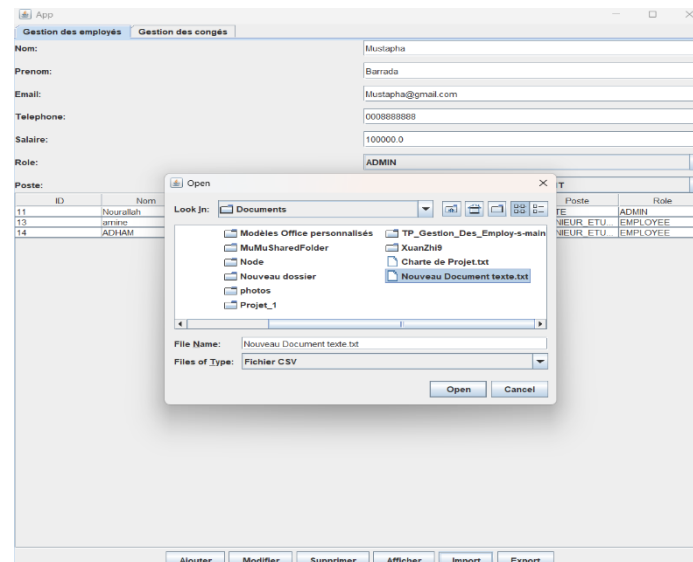 App
Gestion des employés Gestion des congés
Nom: Mustapha
Prenom: Barrada
Email: Mustapha@gmail.com
Telephone: 0008888888
Salaire: 100000.0
Role: ADMIN
Poste:
Open
Look In: Documents
Modèles Office personnalisés TP_Gestion_Des_Employ-s-main
MuMuSharedFolder XuanZhi9
Node Charte de Projet.txt
Nouveau dossier Nouveau Document texte.txt
photos
Projet_1
File Name: Nouveau Document texte.txt
Files of Type: Fichier CSV
Open Cancel
ID Nom Poste Role
11 Nourallah ADMIN
13 amine EMPLOYEE
14 ADHAM EMPLOYEE
Ajouter Modifier Supprimer Afficher Import Export